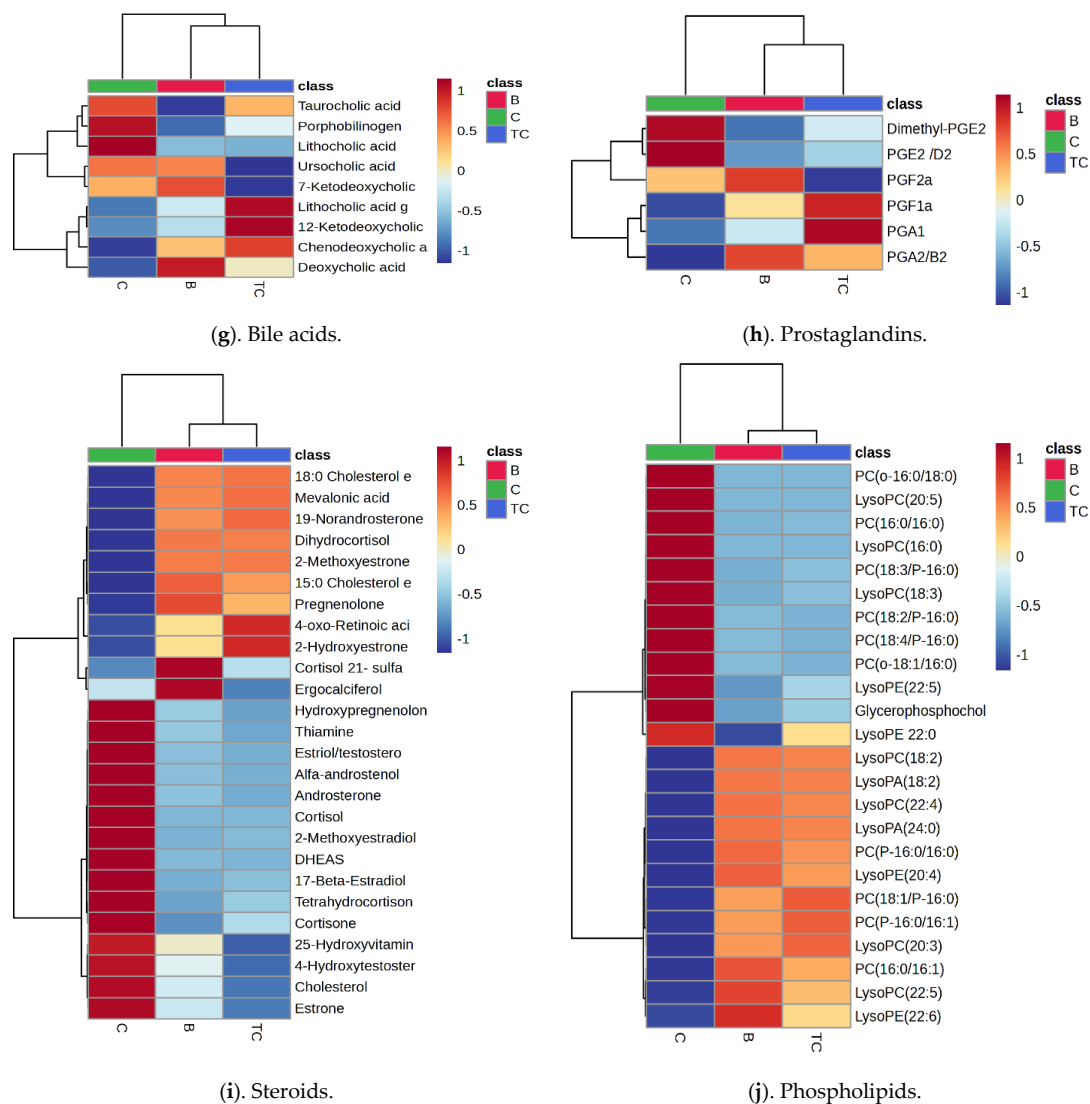 class
Taurocholic acid
Porphobilinogen
Lithocholic acid
Ursocholic acid
7-Ketodeoxycholic
Lithocholic acid g
12-Ketodeoxycholic
Chenodeoxycholic a
Deoxycholic acid
C
B
TC
1
0.5
0
-0.5
-1
class
B
C
TC
(g). Bile acids.
class
Dimethyl-PGE2
PGE2 /D2
PGF2a
PGF1a
PGA1
PGA2/B2
C
B
TC
1
0.5
0
-0.5
-1
class
B
C
TC
(h). Prostaglandins.
class
18:0 Cholesterol e
Mevalonic acid
19-Norandrosterone
Dihydrocortisol
2-Methoxyestrone
15:0 Cholesterol e
Pregnenolone
4-oxo-Retinoic aci
2-Hydroxyestrone
Cortisol 21- sulfa
Ergocalciferol
Hydroxypregnenolon
Thiamine
Estriol/testostero
Alfa-androstenol
Androsterone
Cortisol
2-Methoxyestradiol
DHEAS
17-Beta-Estradiol
Tetrahydrocortison
Cortisone
25-Hydroxyvitamin
4-Hydroxytestoster
Cholesterol
Estrone
C
B
TC
1
0.5
0
-0.5
-1
class
B
C
TC
(i). Steroids.
class
PC(o-16:0/18:0)
LysoPC(20:5)
PC(16:0/16:0)
LysoPC(16:0)
PC(18:3/P-16:0)
LysoPC(18:3)
PC(18:2/P-16:0)
PC(18:4/P-16:0)
PC(o-18:1/16:0)
LysoPE(22:5)
Glycerophosphochol
LysoPE 22:0
LysoPC(18:2)
LysoPA(18:2)
LysoPC(22:4)
LysoPA(24:0)
PC(P-16:0/16:0)
LysoPE(20:4)
PC(18:1/P-16:0)
PC(P-16:0/16:1)
LysoPC(20:3)
PC(16:0/16:1)
LysoPC(22:5)
LysoPE(22:6)
C
B
TC
1
0.5
0
-0.5
-1
class
B
C
TC
(j). Phospholipids.